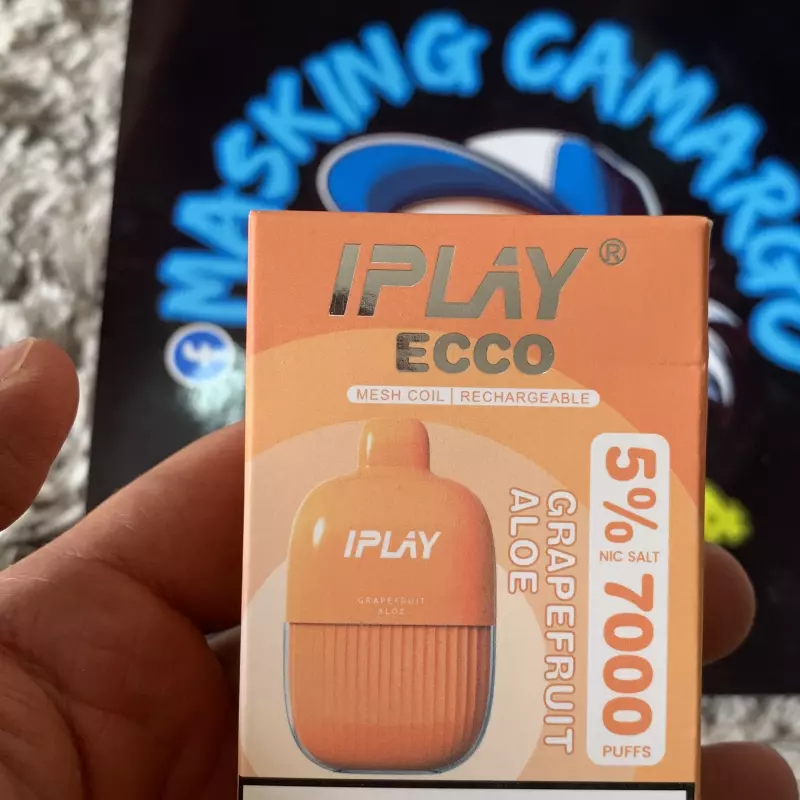 MASKING CAMARGO
IPLAY®
ECCO
MESH COIL | RECHARGEABLE
IPLAY
GRAPEFRUIT
ALOE
GRAPEFRUIT
ALOE
5%
NIC SALT
7000
PUFFS